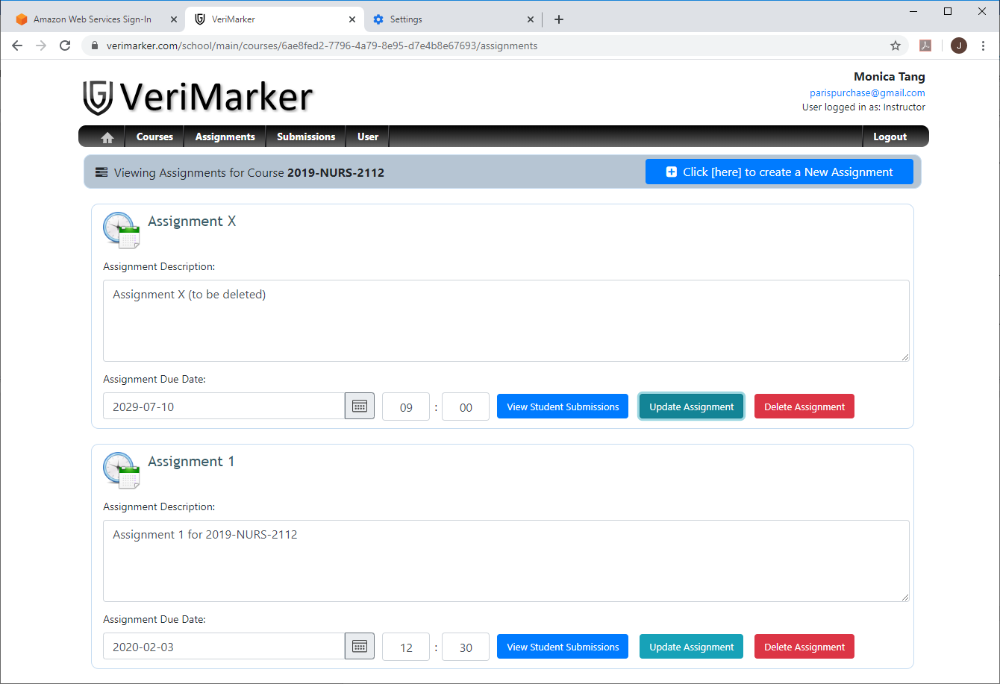 Amazon Web Services Sign-In
VeriMarker
Settings
verimarker.com/school/main/courses/6ae8fed2-7796-4a79-8e95-d7e4b8e67693/assignments
J
VeriMarker
Monica Tang
parispurchase@gmail.com
User logged in as: Instructor
Courses Assignments Submissions User Logout
Viewing Assignments for Course 2019-NURS-2112
Click [here] to create a New Assignment
Assignment X
Assignment Description:
Assignment X (to be deleted)
Assignment Due Date:
2029-07-10 09 : 00 View Student Submissions Update Assignment Delete Assignment
Assignment 1
Assignment Description:
Assignment 1 for 2019-NURS-2112
Assignment Due Date:
2020-02-03 12 : 30 View Student Submissions Update Assignment Delete Assignment